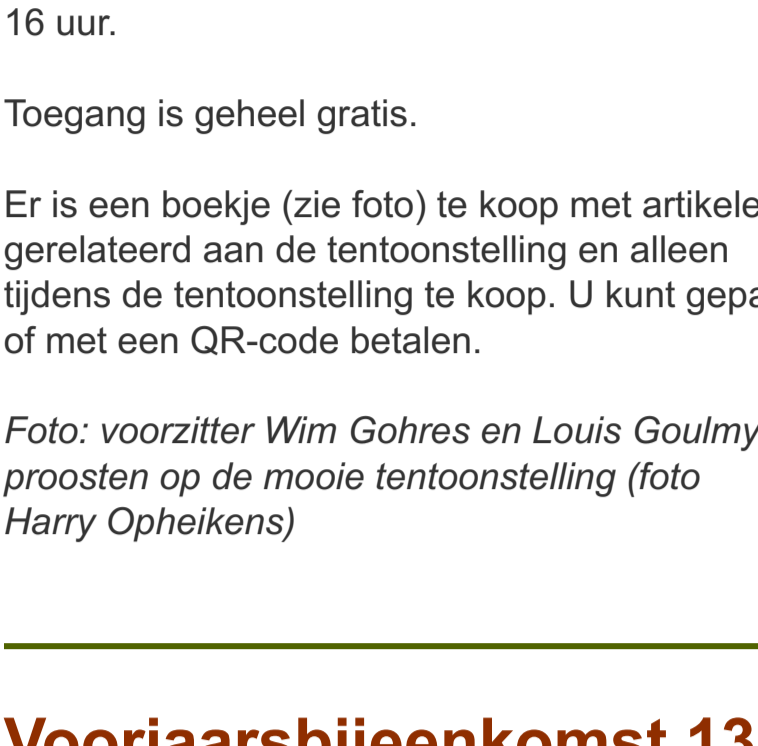 16 uur.
Toegang is geheel gratis.
Er is een boekje (zie foto) te koop met artikele
gerelateerd aan de tentoonstelling en alleen
tijdens de tentoonstelling te koop. U kunt gepa
of met een QR-code betalen.
Foto: voorzitter Wim Gohres en Louis Goulmy
proosten op de mooie tentoonstelling (foto
Harry Opheikens)
Voorjaarsbijeenkomst 13